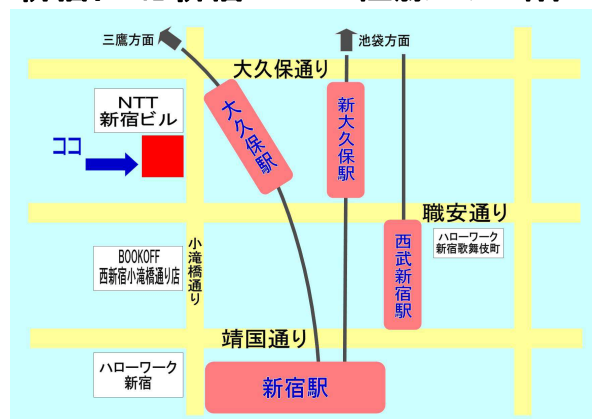 三鷹方面
池袋方面
大久保通り
NTT
新宿ビル
ココ
大久保駅
新大久保駅
職安通り
ハローワーク
新宿歌舞伎町
西武新宿駅
小滝橋通り
BOOKOFF
西新宿小滝橋通り店
靖国通り
ハローワーク
新宿
新宿駅